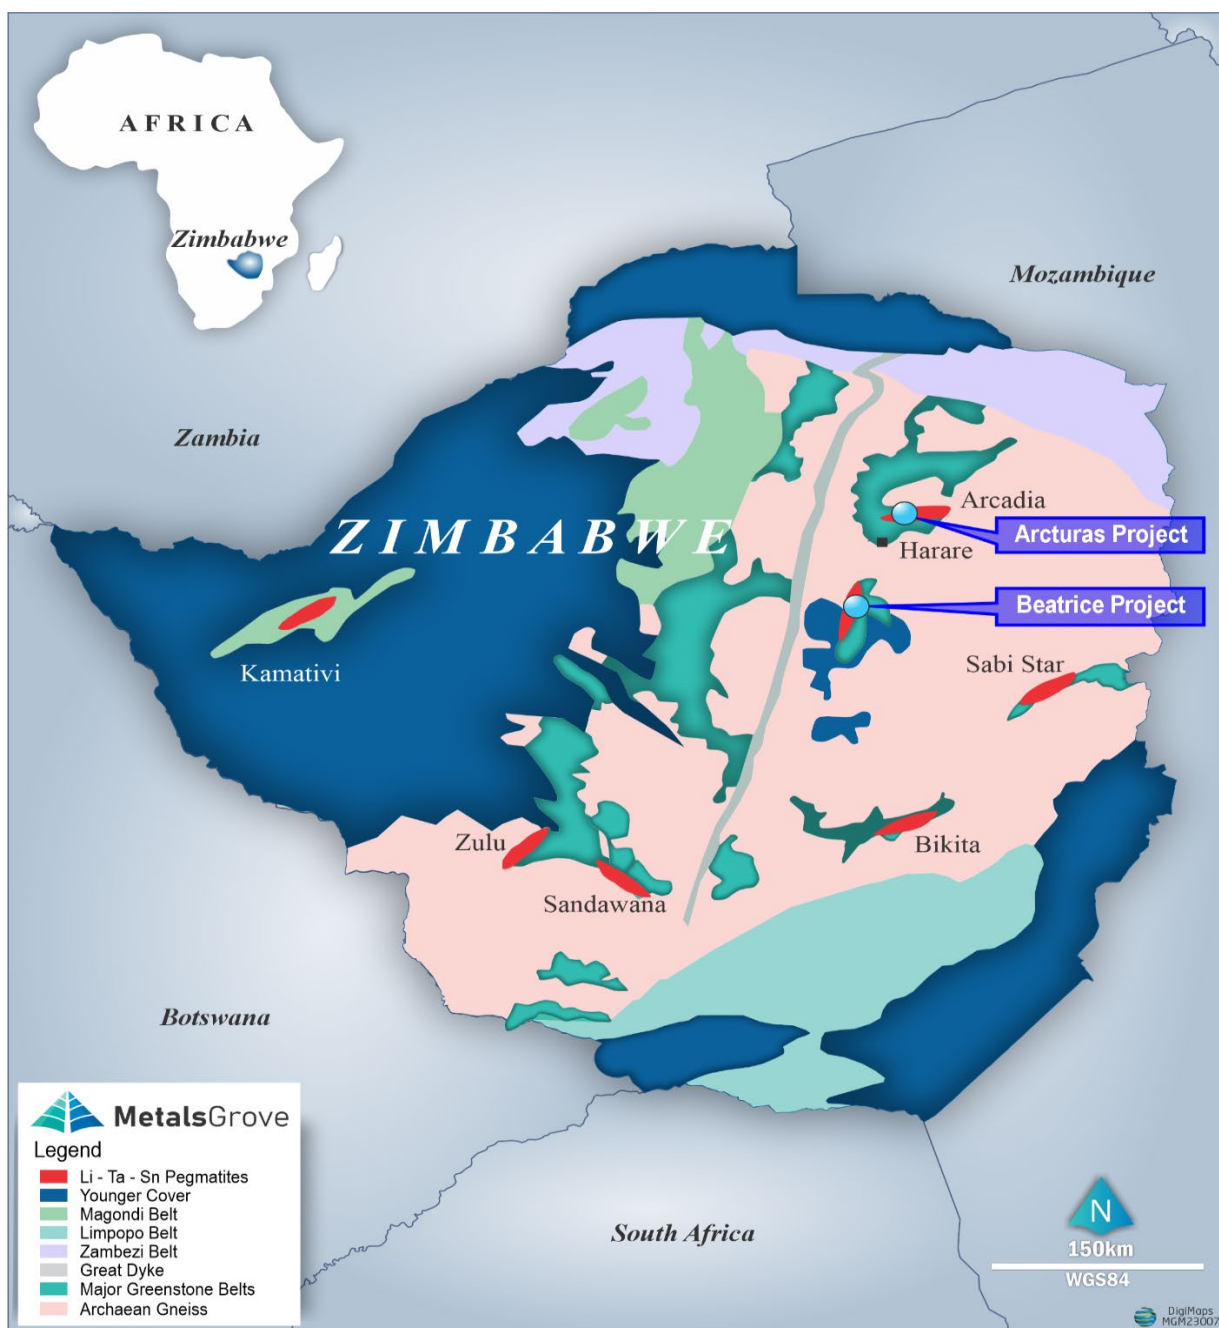 AFRICA
Zimbabwe
Mozambique
Zambia
ZIMBABWE
Arcadia
Arcturas Project
Harare
Beatrice Project
Kamativi
Sabi Star
Zulu
Bikita
Sandawana
Botswana
South Africa
MetalsGrove
Legend
Li - Ta - Sn Pegmatites
Younger Cover
Magondi Belt
Limpopo Belt
Zambezi Belt
Great Dyke
Major Greenstone Belts
Archaean Gneiss
N
150km
WGS84
DigiMaps
MGM23007